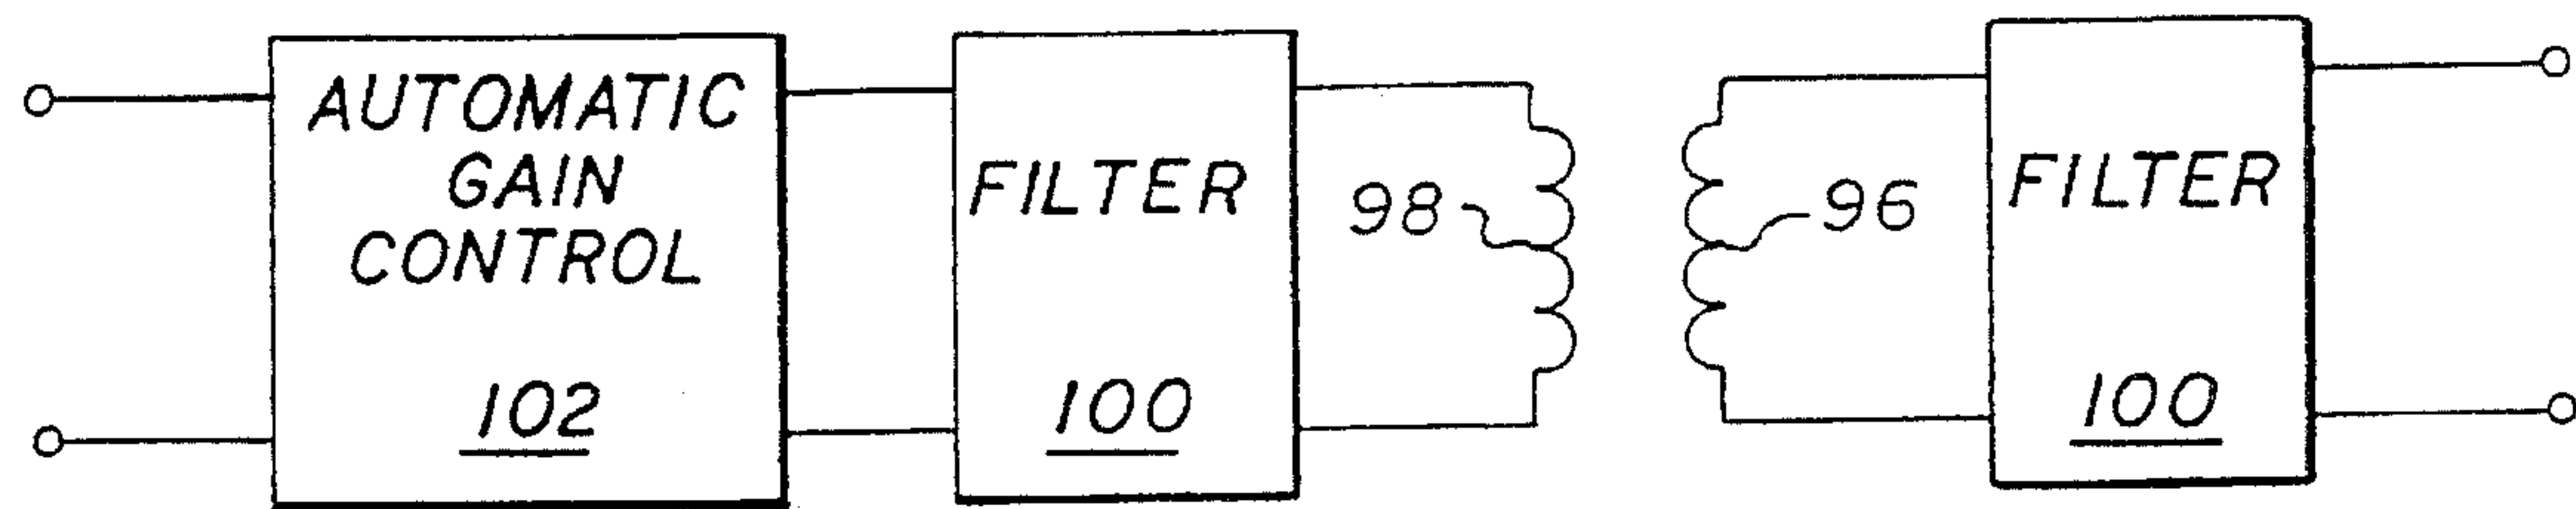 AUTOMATIC
GAIN
CONTROL
102
FILTER
100
98
96
FILTER
100